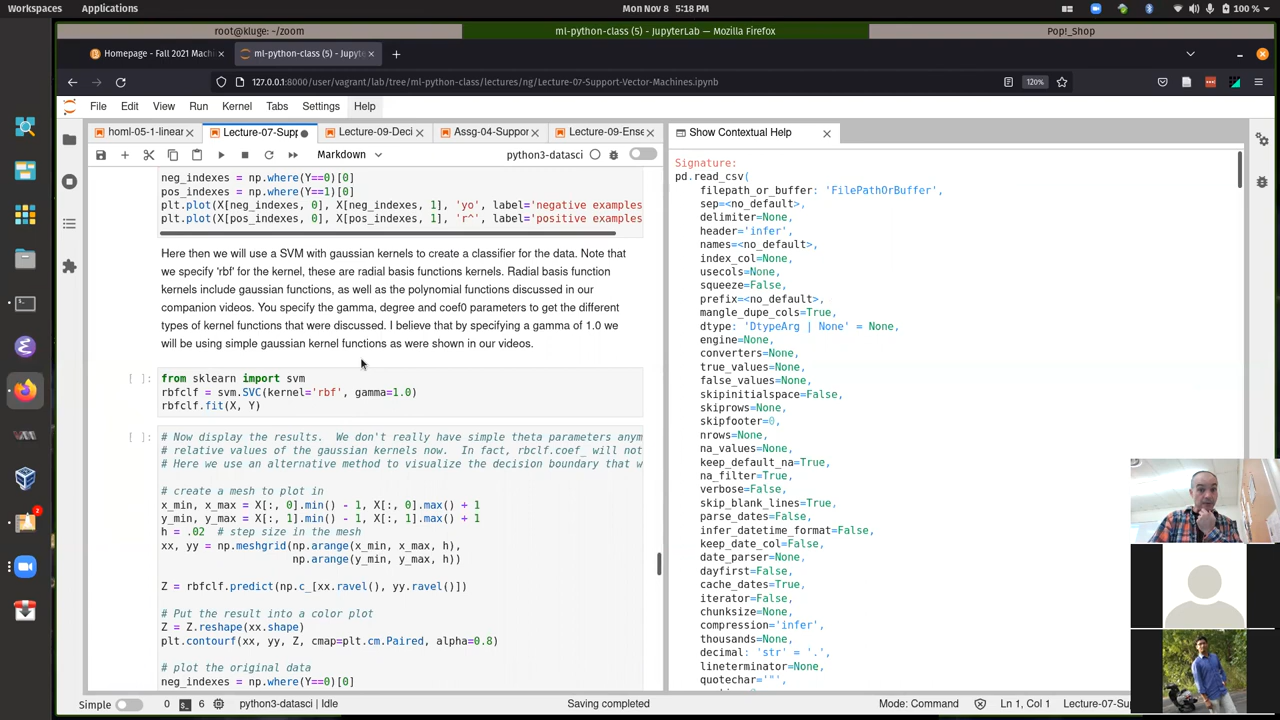 Workspaces Applications Mon Nov 8 5:18 PM 100 %
root@kluge: ~/zoom ml-python-class (5) - JupyterLab — Mozilla Firefox Pop!_Shop
Homepage - Fall 2021 Mach ml-python-class (5) - Jupyte
127.0.0.1:8000/user/vagrant/lab/tree/ml-python-class/lectures/ng/Lecture-07-Support-Vector-Machines.ipynb 120%
File Edit View Run Kernel Tabs Settings Help
homl-05-1-linear Lecture-07-Supp Lecture-09-Deci Assg-04-Suppor Lecture-09-Ense Show Contextual Help
Markdown python3-datasci
neg_indexes = np.where(Y==0)[0]
pos_indexes = np.where(Y==1)[0]
plt.plot(X[neg_indexes, 0], X[neg_indexes, 1], 'yo', label='negative examples
plt.plot(X[pos_indexes, 0], X[pos_indexes, 1], 'r^', label='positive examples
Here then we will use a SVM with gaussian kernels to create a classifier for the data. Note that
we specify 'rbf' for the kernel, these are radial basis functions kernels. Radial basis function
kernels include gaussian functions, as well as the polynomial functions discussed in our
companion videos. You specify the gamma, degree and coef0 parameters to get the different
types of kernel functions that were discussed. I believe that by specifying a gamma of 1.0 we
will be using simple gaussian kernel functions as were shown in our videos.
[ ]: from sklearn import svm
rbfclf = svm.SVC(kernel='rbf', gamma=1.0)
rbfclf.fit(X, Y)
[ ]: # Now display the results. We don't really have simple theta parameters anym
# relative values of the gaussian kernels now. In fact, rbclf.coef_ will not
# Here we use an alternative method to visualize the decision boundary that w
# create a mesh to plot in
x_min, x_max = X[:, 0].min() - 1, X[:, 0].max() + 1
y_min, y_max = X[:, 1].min() - 1, X[:, 1].max() + 1
h = .02 # step size in the mesh
xx, yy = np.meshgrid(np.arange(x_min, x_max, h),
np.arange(y_min, y_max, h))
Z = rbfclf.predict(np.c_[xx.ravel(), yy.ravel()])
# Put the result into a color plot
Z = Z.reshape(xx.shape)
plt.contourf(xx, yy, Z, cmap=plt.cm.Paired, alpha=0.8)
# plot the original data
neg_indexes = np.where(Y==0)[0]
Signature:
pd.read_csv(
filepath_or_buffer: 'FilePathOrBuffer',
sep=<no_default>,
delimiter=None,
header='infer',
names=<no_default>,
index_col=None,
usecols=None,
squeeze=False,
prefix=<no_default>,
mangle_dupe_cols=True,
dtype: 'DtypeArg | None' = None,
engine=None,
converters=None,
true_values=None,
false_values=None,
skipinitialspace=False,
skiprows=None,
skipfooter=0,
nrows=None,
na_values=None,
keep_default_na=True,
na_filter=True,
verbose=False,
skip_blank_lines=True,
parse_dates=False,
infer_datetime_format=False,
keep_date_col=False,
date_parser=None,
dayfirst=False,
cache_dates=True,
iterator=False,
chunksize=None,
compression='infer',
thousands=None,
decimal: 'str' = '.',
lineterminator=None,
quotechar='"',
Simple 0 6 python3-datasci | Idle Saving completed Mode: Command Ln 1, Col 1 Lecture-07-Su